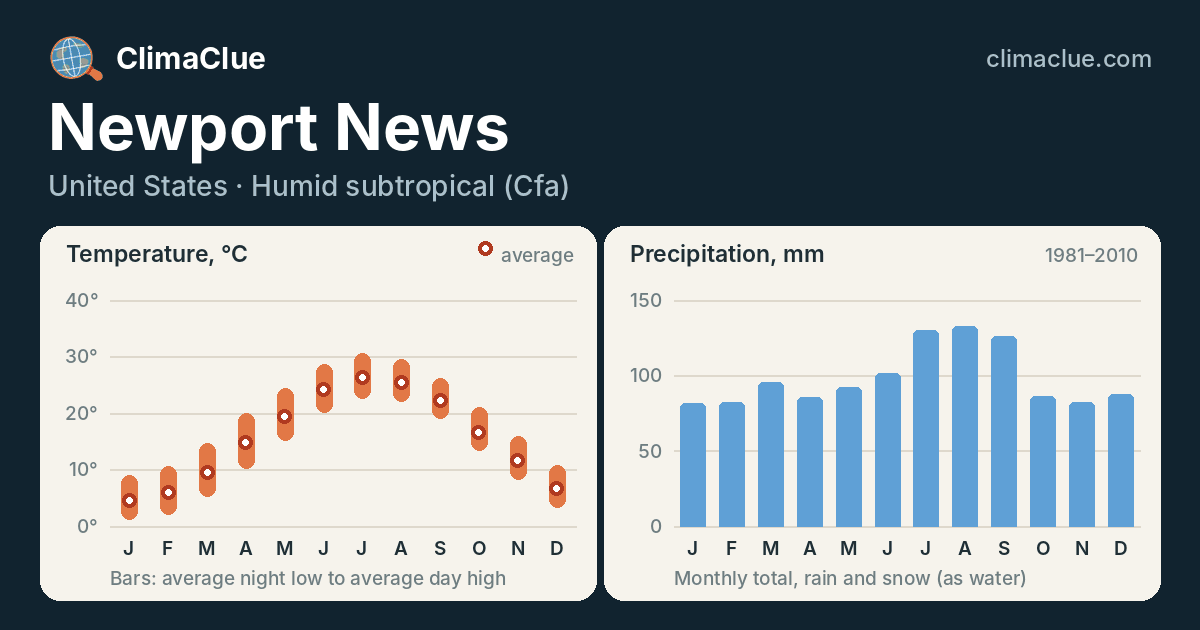 ClimaClue
climaclue.com
Newport News
United States · Humid subtropical (Cfa)
Temperature, °C
average
40°
30°
20°
10°
0°
J F M A M J J A S O N D
Bars: average night low to average day high
Precipitation, mm
1981–2010
150
100
50
0
J F M A M J J A S O N D
Monthly total, rain and snow (as water)